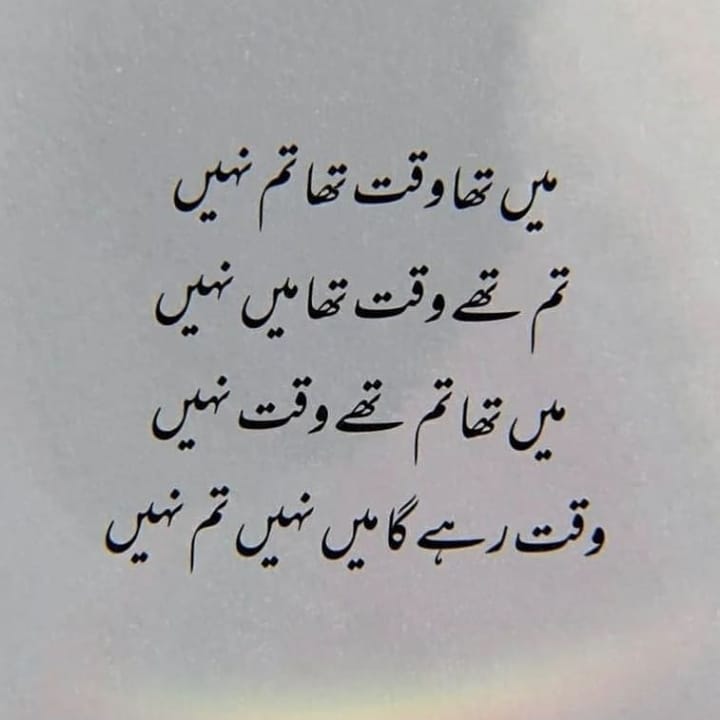 میں تھا وقت تھا تم نہیں
تم تھے وقت تھا میں نہیں
میں تھا تم تھے وقت نہیں
وقت رہے گا میں نہیں تم نہیں